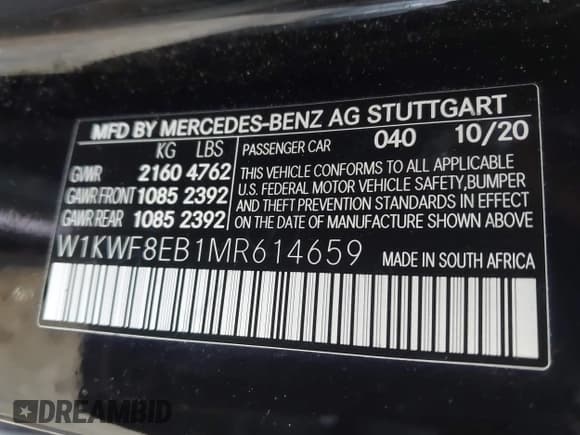 MFD BY MERCEDES-BENZ AG STUTTGART
KG LBS PASSENGER CAR 040 10/20
GVWR 2160 4762
GAWR FRONT 1085 2392
GAWR REAR 1085 2392
THIS VEHICLE CONFORMS TO ALL APPLICABLE
U.S. FEDERAL MOTOR VEHICLE SAFETY, BUMPER
AND THEFT PREVENTION STANDARDS IN EFFECT
ON THE DATE OF MANUFACTURE SHOWN ABOVE.
W1KWF8EB1MR614659 MADE IN SOUTH AFRICA
DREAMBID